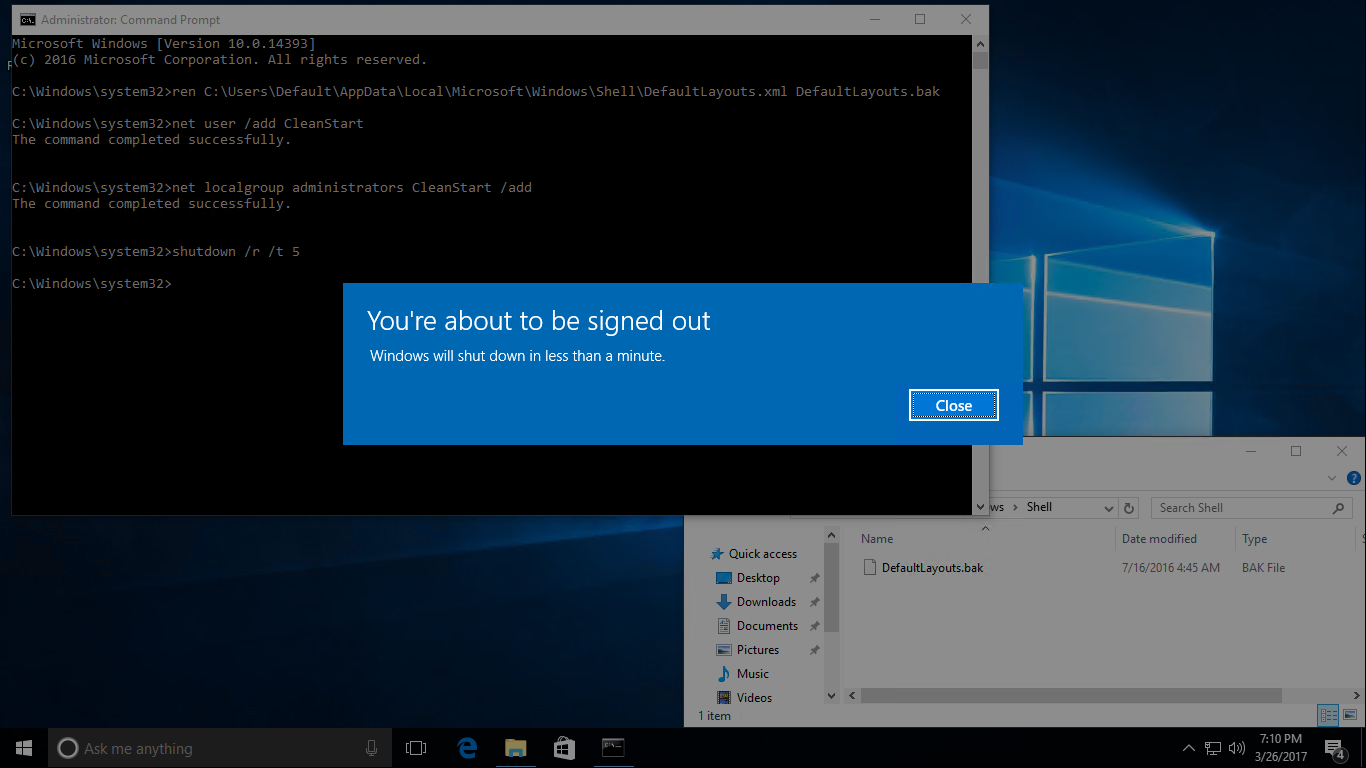 Administrator: Command Prompt
Microsoft Windows [Version 10.0.14393]
(c) 2016 Microsoft Corporation. All rights reserved.
C:\Windows\system32>ren C:\Users\Default\AppData\Local\Microsoft\Windows\Shell\DefaultLayouts.xml DefaultLayouts.bak
C:\Windows\system32>net user /add CleanStart
The command completed successfully.
C:\Windows\system32>net localgroup administrators CleanStart /add
The command completed successfully.
C:\Windows\system32>shutdown /r /t 5
C:\Windows\system32>
You're about to be signed out
Windows will shut down in less than a minute.
Close
ws > Shell
Search Shell
Name Date modified Type
DefaultLayouts.bak 7/16/2016 4:45 AM BAK File
Quick access
Desktop
Downloads
Documents
Pictures
Music
Videos
1 item
Ask me anything
7:10 PM
3/26/2017
4